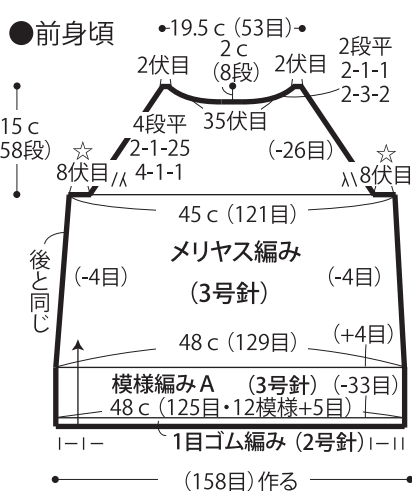 ●前身頃
19.5c(53目)
2c
(8段)
2伏目
2伏目
2段平
2-1-1
2-3-2
35伏目
15c
58段)
4段平
2-1-25
4-1-1
(-26目)
☆
8伏目
☆
8伏目
45c(121目)
メリヤス編み
(3号針)
後と同じ
(-4目)
(-4目)
48c(129目)
(+4目)
模様編みA (3号針)(-33目)
48c(125目・12模様+5目)
1目ゴム編み(2号針)
(158目)作る